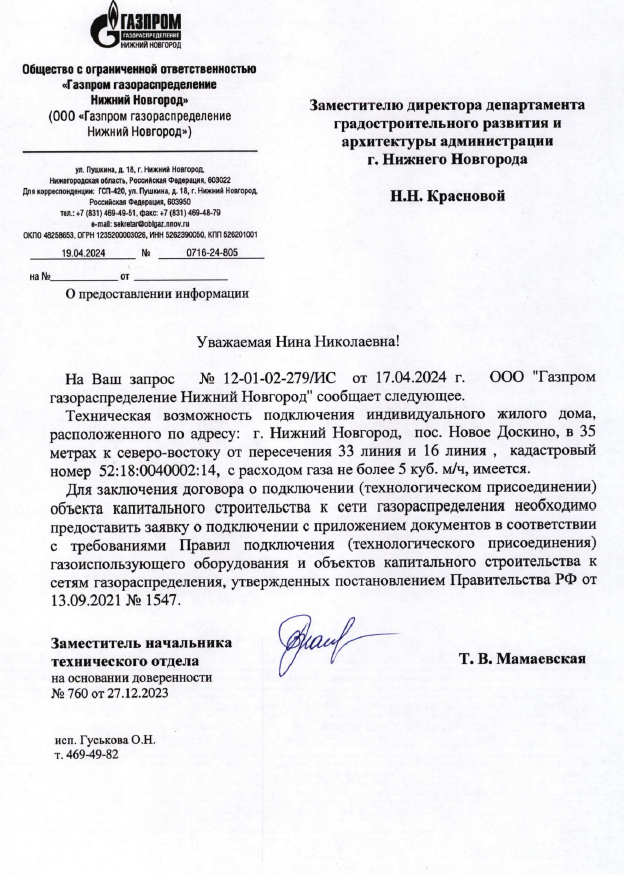 ГАЗПРОМ
ГАЗОРАСПРЕДЕЛЕНИЕ
НИЖНИЙ НОВГОРОД
Общество с ограниченной ответственностью
«Газпром газораспределение
Нижний Новгород»
(ООО «Газпром газораспределение
Нижний Новгород»)
ул. Пушкина, д. 18, г. Нижний Новгород,
Нижегородская область, Российская Федерация, 603022
Для корреспонденции: ГСП-420, ул. Пушкина, д. 18, г. Нижний Новгород,
Российская Федерация, 603950
тел.: +7 (831) 469-49-51, факс: +7 (831) 469-48-79
e-mail: sekretar@oblgaz.nnov.ru
ОКПО 48258653, ОГРН 1235200003026, ИНН 5262390050, КПП 526201001
19.04.2024 № 0716-24-805
на № от
О предоставлении информации
Заместителю директора департамента
градостроительного развития и
архитектуры администрации
г. Нижнего Новгорода
Н.Н. Красновой
Уважаемая Нина Николаевна!
На Ваш запрос № 12-01-02-279/ИС от 17.04.2024 г. ООО "Газпром
газораспределение Нижний Новгород" сообщает следующее.
Техническая возможность подключения индивидуального жилого дома,
расположенного по адресу: г. Нижний Новгород, пос. Новое Доскино, в 35
метрах к северо-востоку от пересечения 33 линия и 16 линия , кадастровый
номер 52:18:0040002:14, с расходом газа не более 5 куб. м/ч, имеется.
Для заключения договора о подключении (технологическом присоединении)
объекта капитального строительства к сети газораспределения необходимо
предоставить заявку о подключении с приложением документов в соответствии
с требованиями Правил подключения (технологического присоединения)
газоиспользующего оборудования и объектов капитального строительства к
сетям газораспределения, утвержденных постановлением Правительства РФ от
13.09.2021 № 1547.
Заместитель начальника
технического отдела
на основании доверенности
№ 760 от 27.12.2023
Т. В. Мамаевская
исп. Гуськова О.Н.
т. 469-49-82